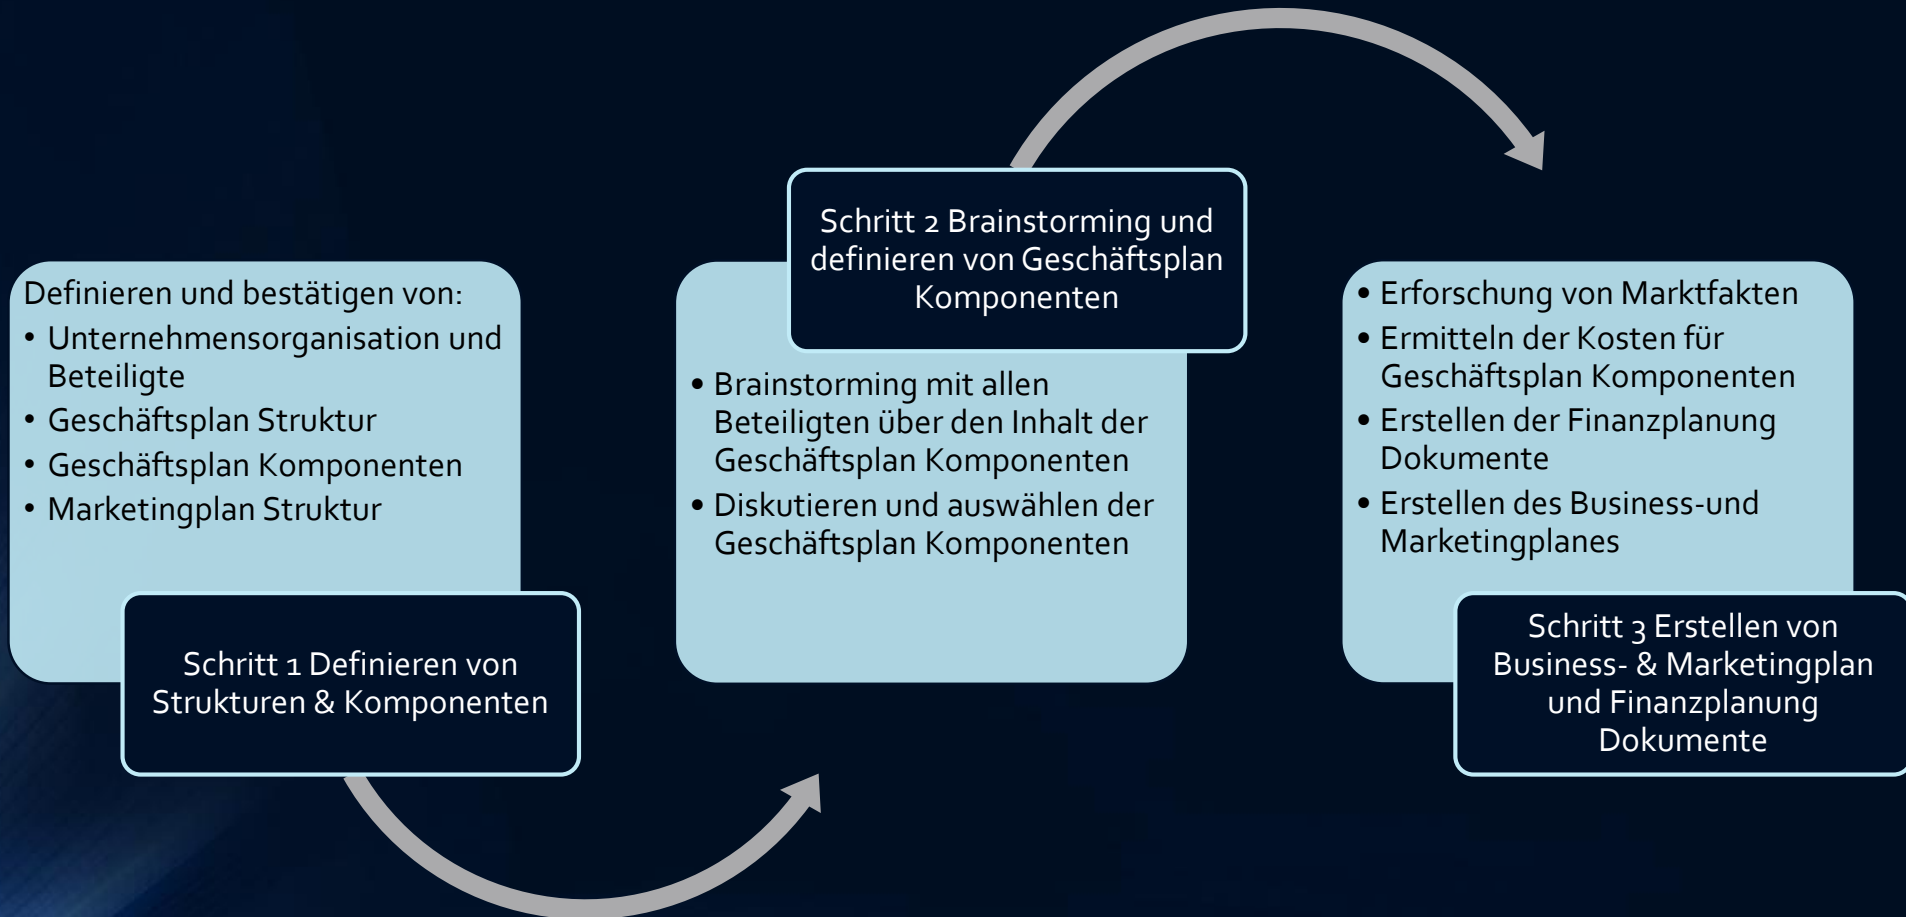 Definieren und bestätigen von:
• Unternehmensorganisation und
Beteiligte
• Geschäftsplan Struktur
• Geschäftsplan Komponenten
• Marketingplan Struktur
Schritt 1 Definieren von
Strukturen & Komponenten
Schritt 2 Brainstorming und
definieren von Geschäftsplan
Komponenten
• Brainstorming mit allen
Beteiligten über den Inhalt der
Geschäftsplan Komponenten
• Diskutieren und auswählen der
Geschäftsplan Komponenten
• Erforschung von Marktfakten
• Ermitteln der Kosten für
Geschäftsplan Komponenten
• Erstellen der Finanzplanung
Dokumente
• Erstellen des Business-und
Marketingplanes
Schritt 3 Erstellen von
Business- & Marketingplan
und Finanzplanung
Dokumente